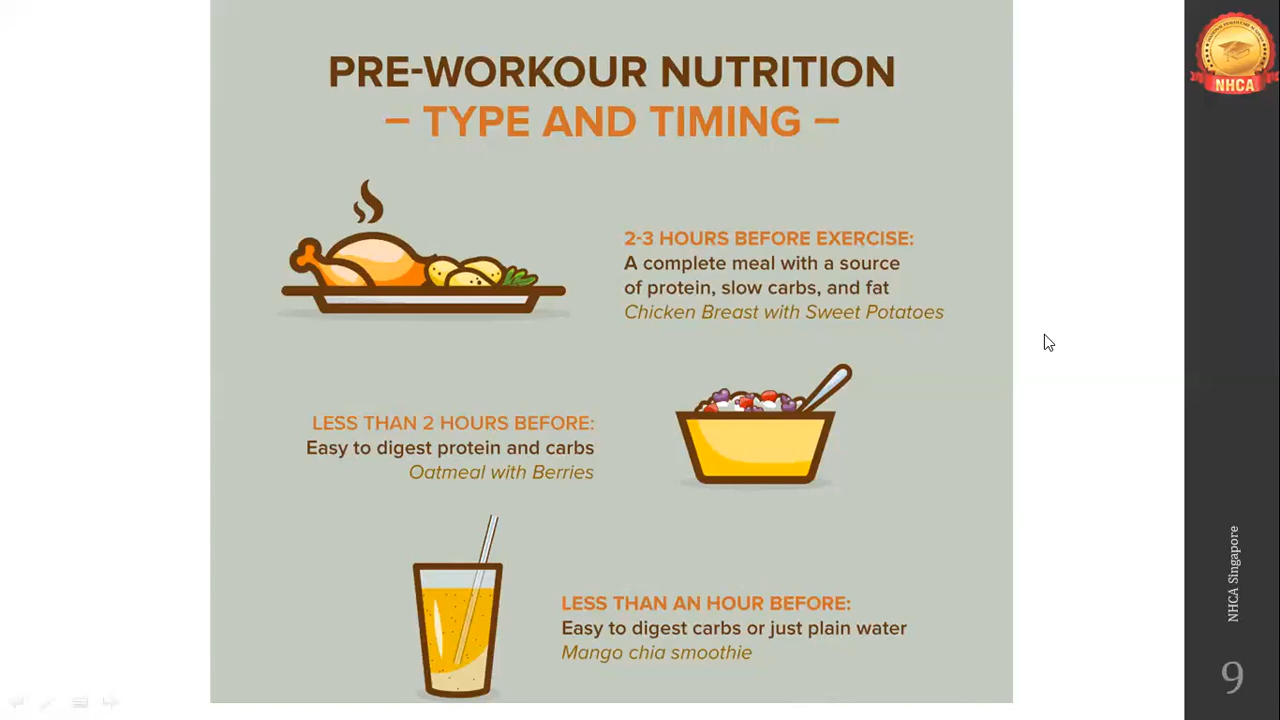 PRE-WORKOUR NUTRITION
– TYPE AND TIMING –
2-3 HOURS BEFORE EXERCISE:
A complete meal with a source
of protein, slow carbs, and fat
Chicken Breast with Sweet Potatoes
LESS THAN 2 HOURS BEFORE:
Easy to digest protein and carbs
Oatmeal with Berries
LESS THAN AN HOUR BEFORE:
Easy to digest carbs or just plain water
Mango chia smoothie
NHCA
NHCA Singapore
9